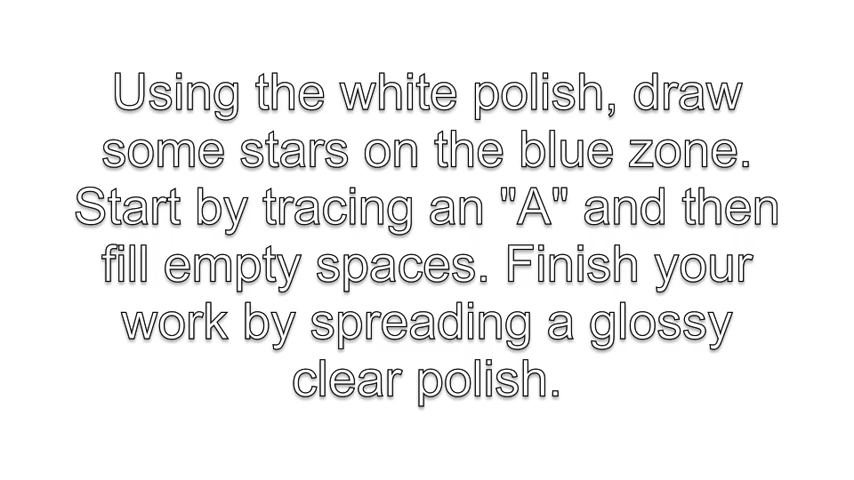 Using the white polish, draw
some stars on the blue zone.
Start by tracing an "A" and then
fill empty spaces. Finish your
work by spreading a glossy
clear polish.